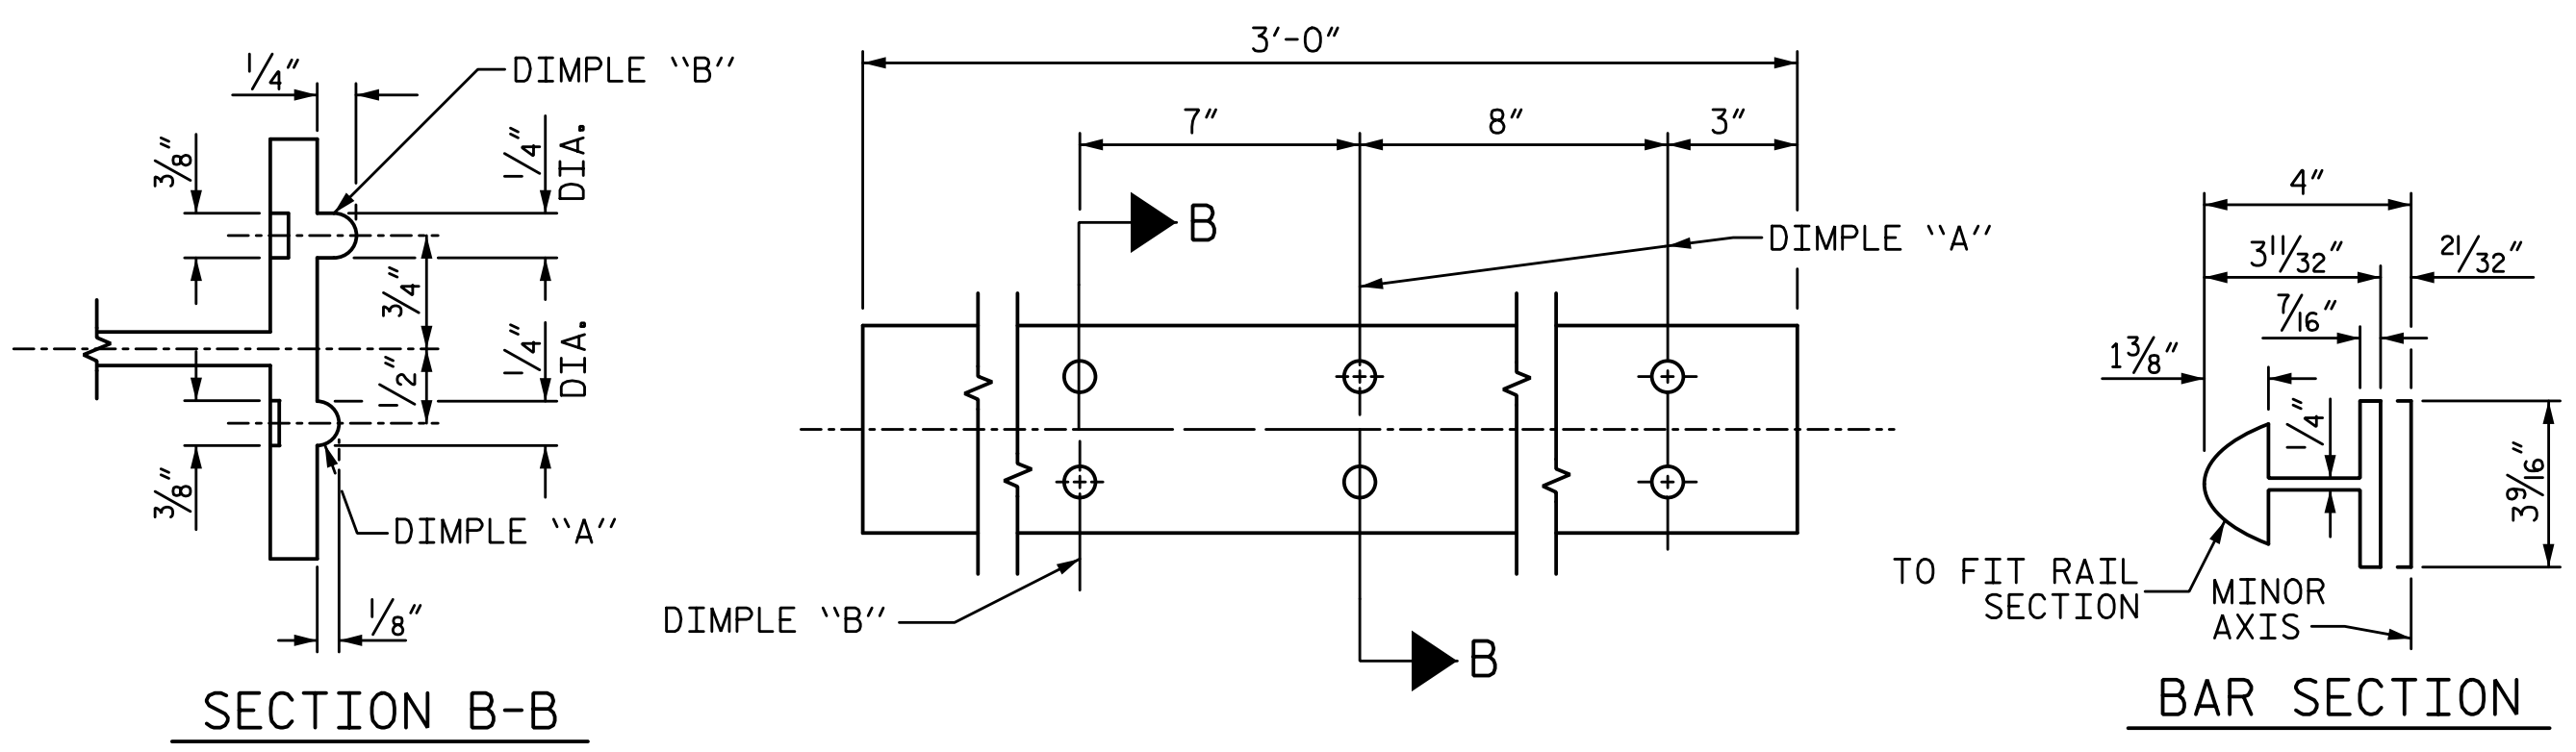 1/4"
DIMPLE "B"
3/8"
1/4"
DIA.
3/4"
1/2"
1/4"
DIA.
3/8"
DIMPLE "A"
1/8"
SECTION B-B
3'-0"
7"
8"
3"
B
DIMPLE "A"
DIMPLE "B"
B
4"
3 11/32"
21/32"
7/16"
1 3/8"
1/4"
3 9/16"
TO FIT RAIL
SECTION
MINOR
AXIS
BAR SECTION